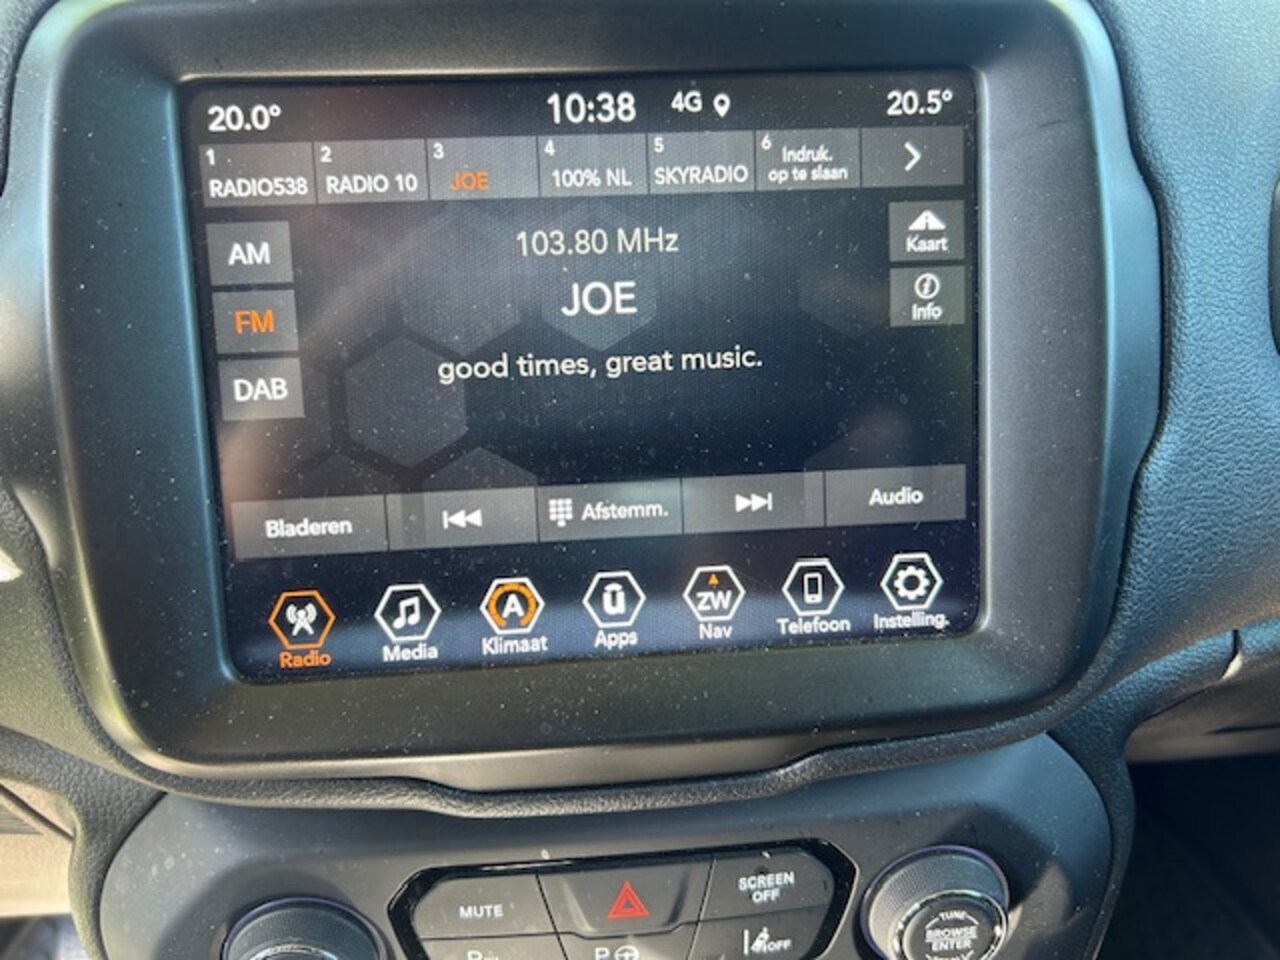 20.0°
10:38
4G
20.5°
1
RADIO538
2
RADIO 10
3
JOE
4
100% NL
5
SKYRADIO
6
Indruk.
op te slaan
AM
FM
DAB
103.80 MHz
JOE
good times, great music.
Kaart
Info
Bladeren
Afstemm.
Audio
Radio
Media
A
Klimaat
ū
Apps
ZW
Nav
Telefoon
Instelling.
MUTE
SCREEN
OFF
P
OFF
TUNE
BROWSE
ENTER